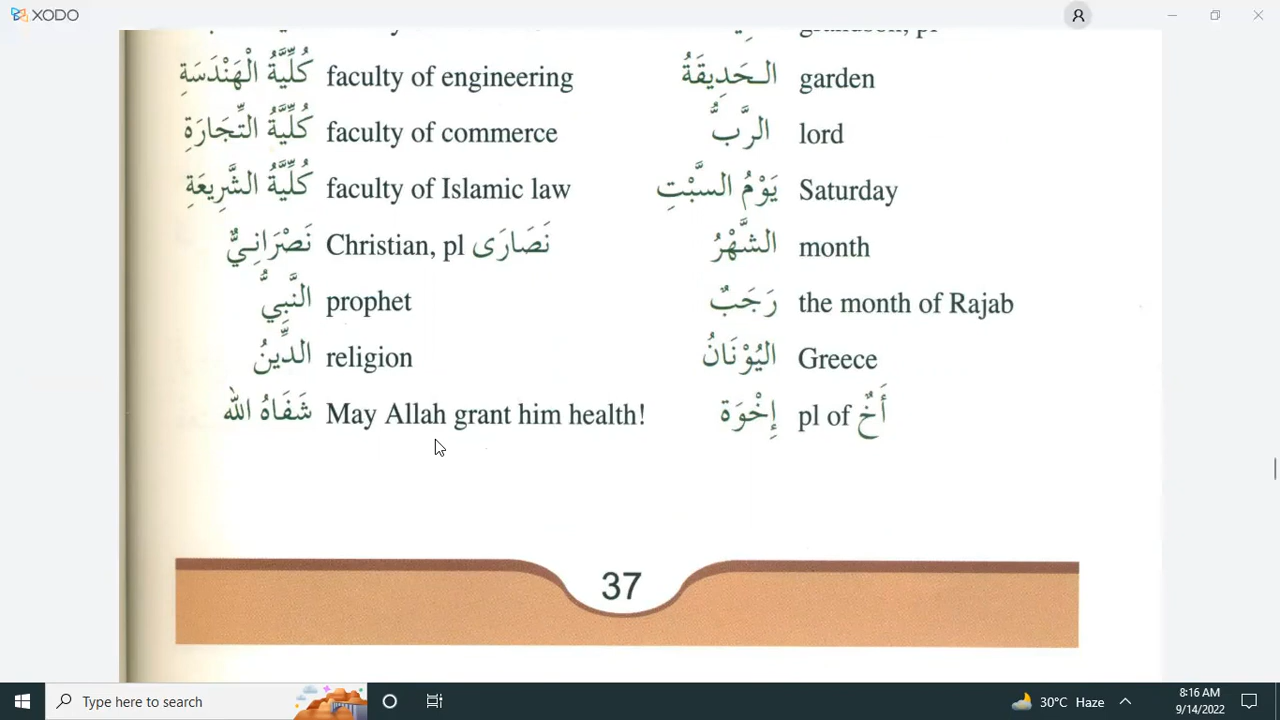 XODO
كُلِّيَّةُ الْهَنْدَسَةِ faculty of engineering
كُلِّيَّةُ التِّجَارَةِ faculty of commerce
كُلِّيَّةُ الشَّرِيعَةِ faculty of Islamic law
نَصْرَانِيٌّ Christian, pl نَصَارَى
النَّبِيُّ prophet
الدِّينُ religion
شَفَاهُ الله May Allah grant him health!
grandson, pl
الحَدِيقَةُ garden
الرَّبُّ lord
يَوْمُ السَّبْتِ Saturday
الشَّهْرُ month
رَجَبٌ the month of Rajab
اليُوْنَانُ Greece
إِخْوَة pl of أَخٌ
37
Type here to search
30°C Haze
8:16 AM
9/14/2022